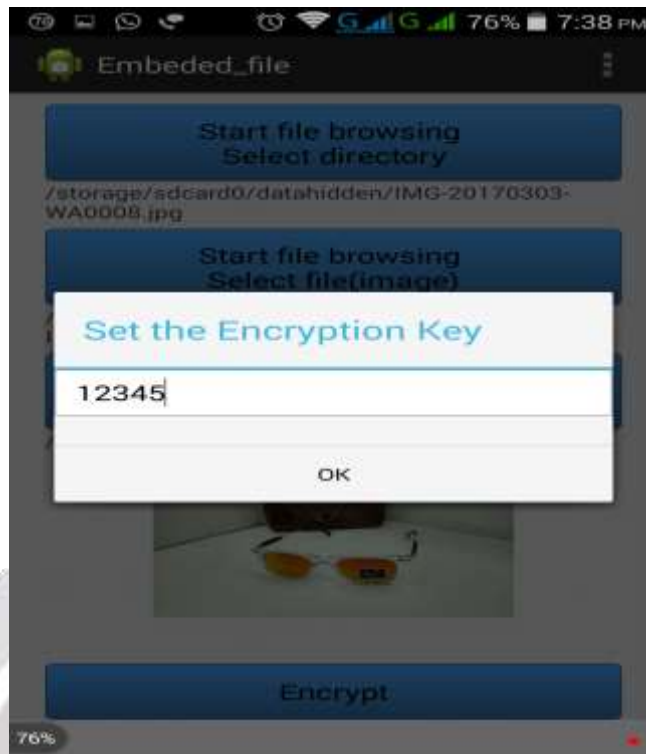 76% 7:38 PM
Embeded_file
Start file browsing
Select directory
/storage/sdcard0/datahidden/IMG-20170303-
WA0008.jpg
Start file browsing
Select file(image)
Set the Encryption Key
12345
OK
Encrypt
76%